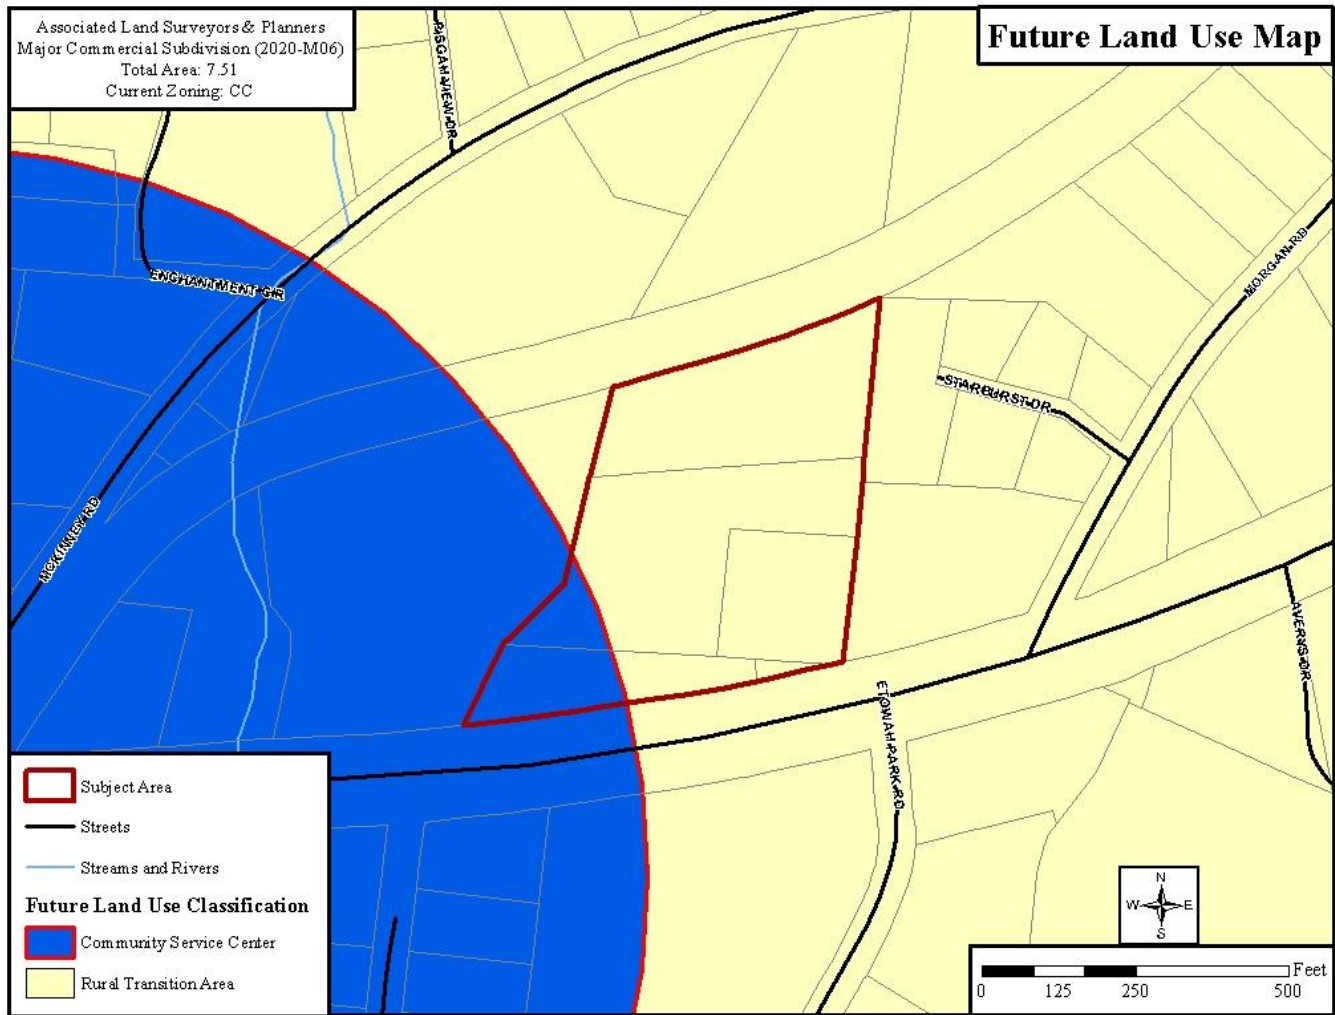 Associated Land Surveyors & Planners
Major Commercial Subdivision (2020-M06)
Total Area: 7.51
Current Zoning: CC
Future Land Use Map
PISGAH VIEW DR
ENCHANTMENT CIR
MORGAN RD
STARBURST DR
MCKINNEY RD
AVERYS DR
ETOWAH PARK RD
Subject Area
Streets
Streams and Rivers
Future Land Use Classification
Community Service Center
Rural Transition Area
N
W E
S
Feet
0 125 250 500